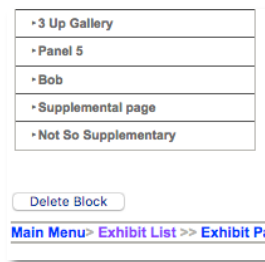 3 Up Gallery
Panel 5
Bob
Supplemental page
Not So Supplementary
Delete Block
Main Menu> Exhibit List >> Exhibit